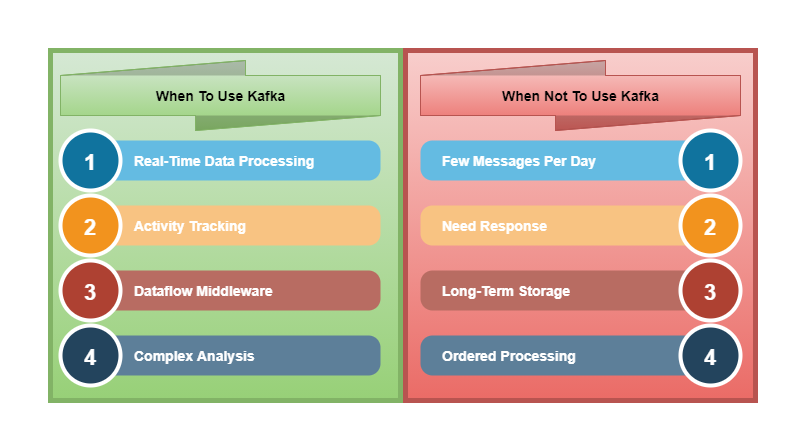 When To Use Kafka
1 Real-Time Data Processing
2 Activity Tracking
3 Dataflow Middleware
4 Complex Analysis
When Not To Use Kafka
Few Messages Per Day 1
Need Response 2
Long-Term Storage 3
Ordered Processing 4